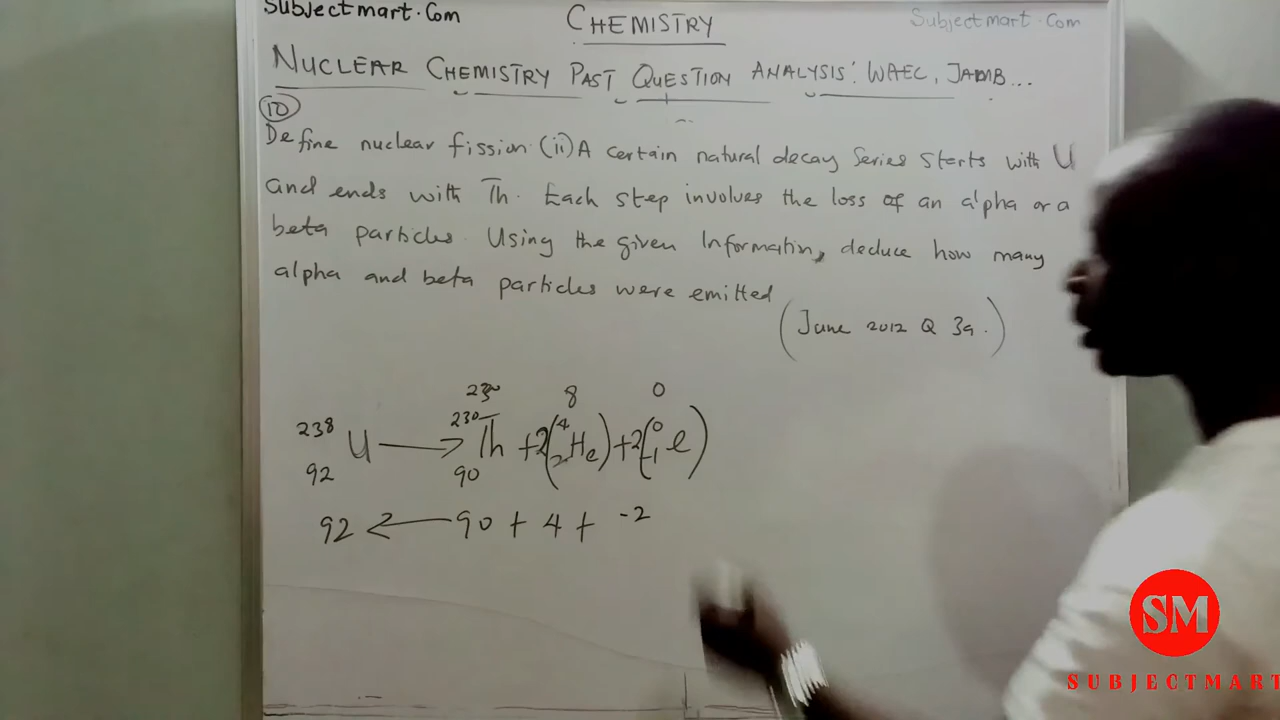 Subjectmart.Com CHEMISTRY Subjectmart.Com
NUCLEAR CHEMISTRY PAST QUESTION ANALYSIS: WAEC, JAMB...
10
Define nuclear fission (ii) A certain natural decay Series starts with U
and ends with Th. Each step involves the loss of an alpha or a
beta particles. Using the given Information, deduce how many
alpha and beta particles were emitted
(June 2012 Q 3a.)
8 0
238 230 4 0
U → Th + 2(He) + 2(e)
92 90 2 -1
92 ← 90 + 4 + -2
SM
SUBJECTMART